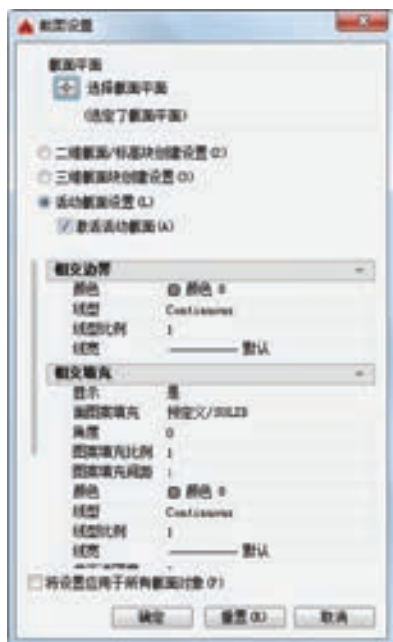 截面设置
截面平面
选择截面平面
(选定了截面平面)
二维截面/标高块创建设置(2)
三维截面块创建设置(3)
活动截面设置(L)
激活活动截面(A)
相交边界
颜色 颜色 8
线型 Continuous
线型比例 1
线宽 默认
相交填充
显示 是
面图案填充 预定义/SOLID
角度 0
图案填充比例 1
图案填充间距 1
颜色 颜色 8
线型 Continuous
线型比例 1
线宽 默认
将设置应用于所有截面对象(P)
确定 重置(R) 取消